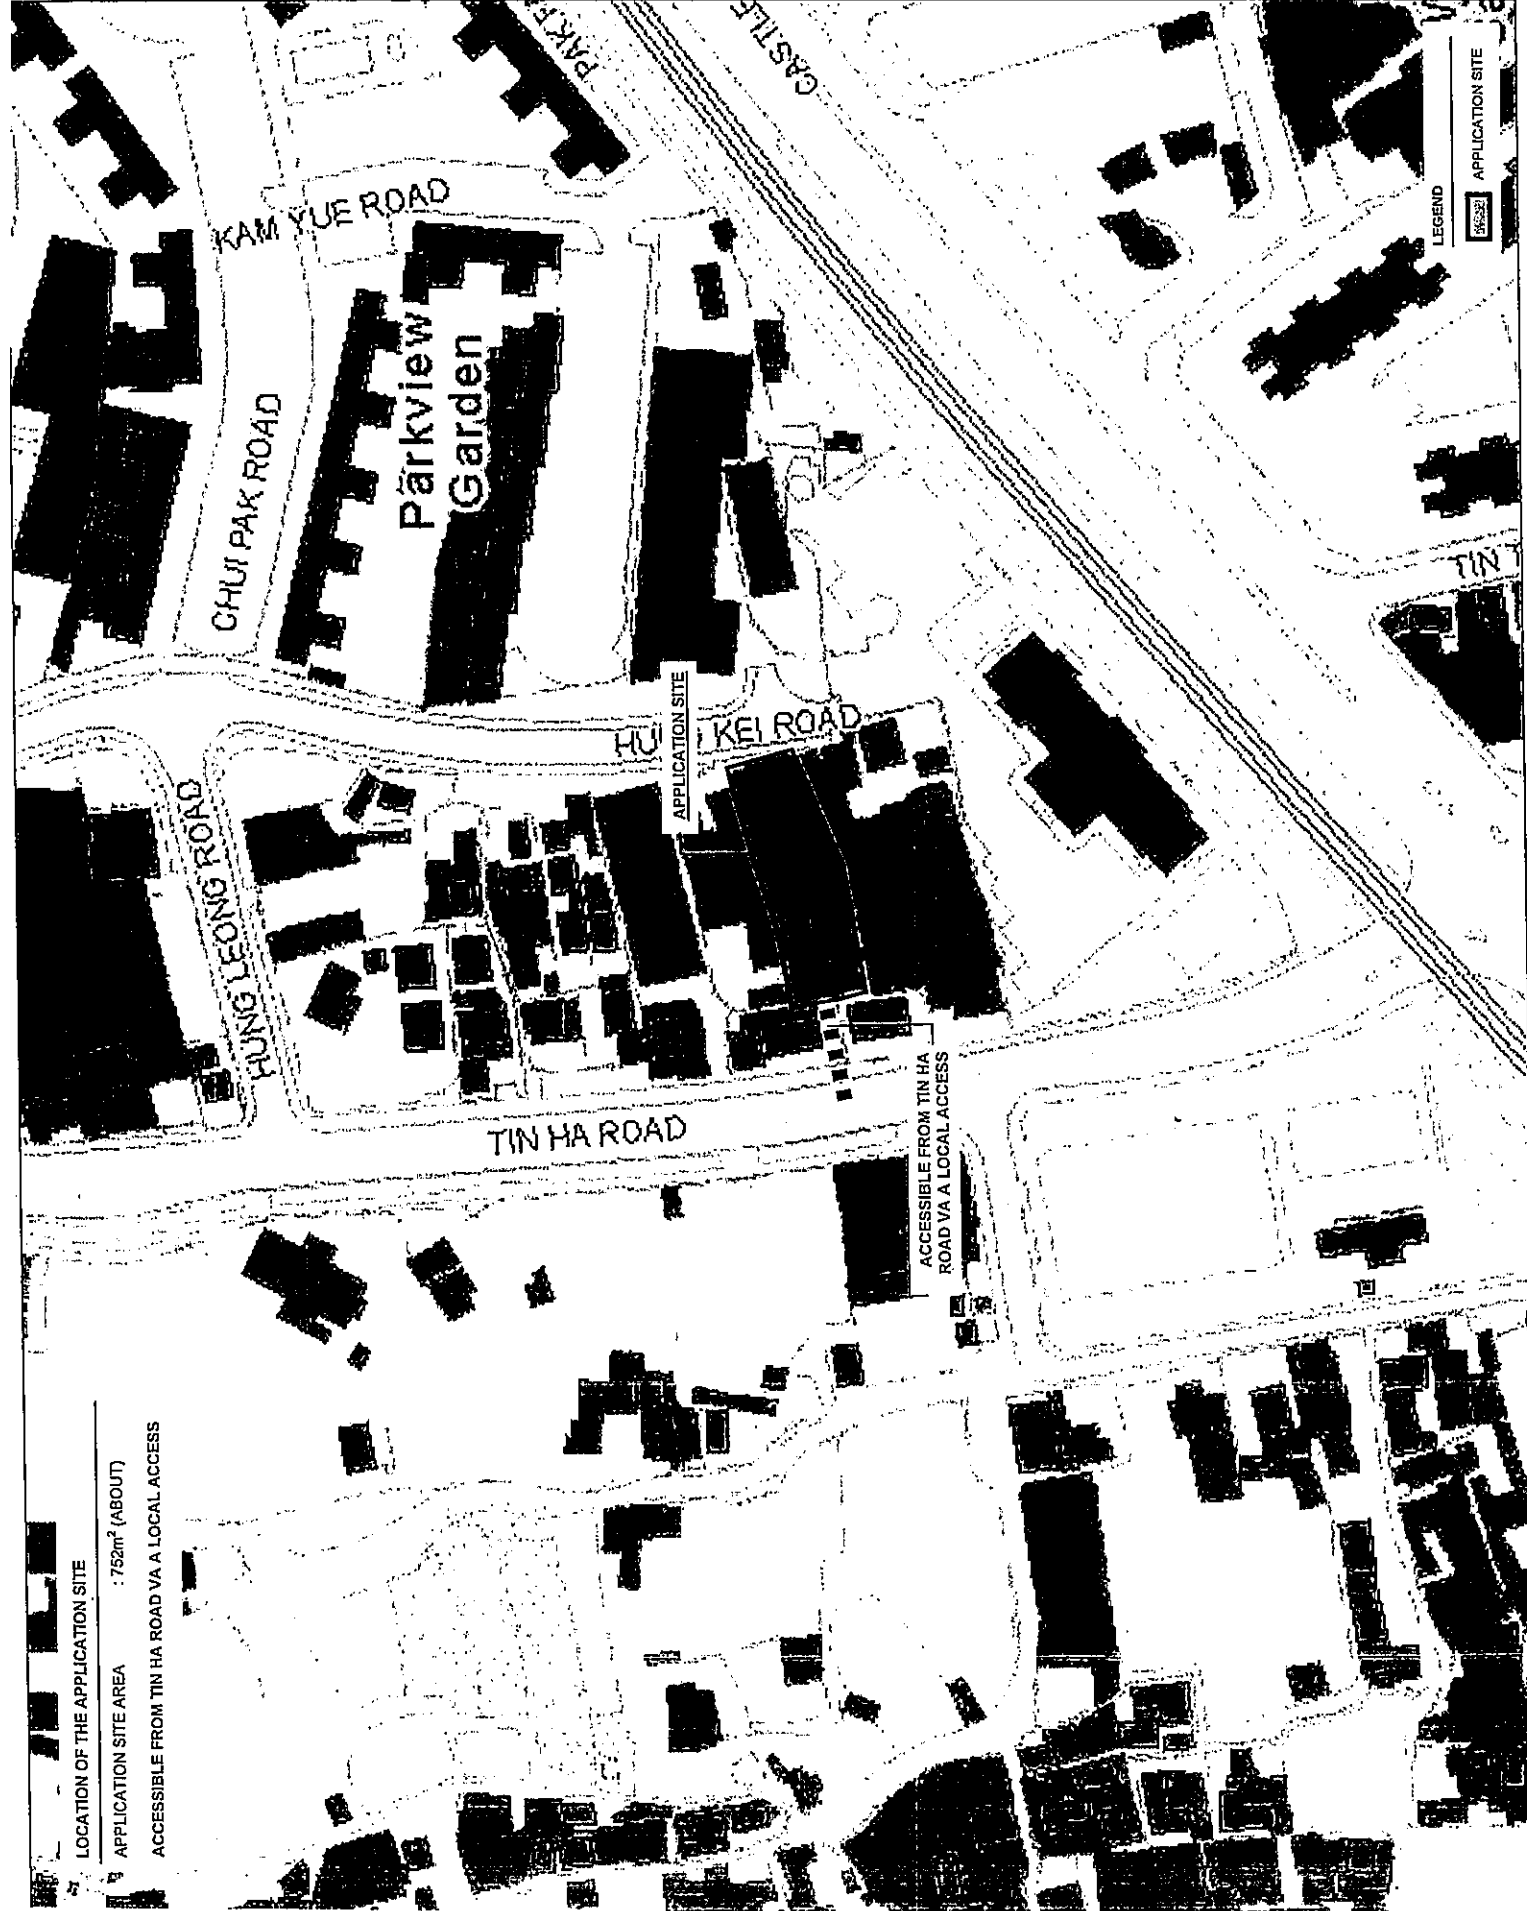 LOCATION OF THE APPLICATION SITE
APPLICATION SITE AREA : 752m² (ABOUT)
ACCESSIBLE FROM TIN HA ROAD VA A LOCAL ACCESS
KAM YUE ROAD
CHUI PAK ROAD
Parkview
Garden
HUNG LEONG ROAD
HU KEI ROAD
APPLICATION SITE
TIN HA ROAD
ACCESSIBLE FROM TIN HA
ROAD VA A LOCAL ACCESS
CASTLE
TIN
LEGEND
APPLICATION SITE